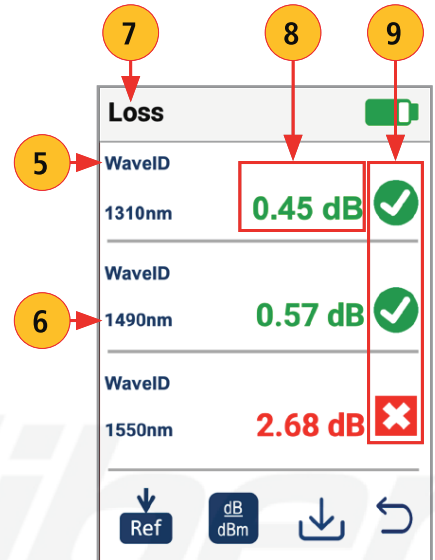 7
8
9
Loss
5
WaveID
1310nm
0.45 dB
WaveID
6
1490nm
0.57 dB
WaveID
1550nm
2.68 dB
Ref
dB
dBm